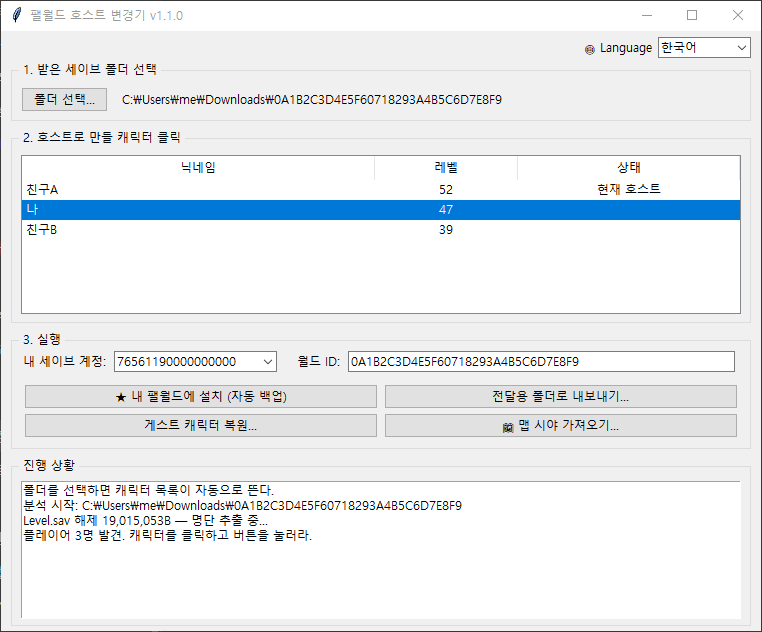 팰월드 호스트 변경기 v1.1.0
Language 한국어
1. 받은 세이브 폴더 선택
폴더 선택... C:\Users\me\Downloads\0A1B2C3D4E5F60718293A4B5C6D7E8F9
2. 호스트로 만들 캐릭터 클릭
닉네임 레벨 상태
친구A 52 현재 호스트
나 47
친구B 39
3. 실행
내 세이브 계정: 76561190000000000 월드 ID: 0A1B2C3D4E5F60718293A4B5C6D7E8F9
★ 내 팰월드에 설치 (자동 백업) 전달용 폴더로 내보내기...
게스트 캐릭터 복원... 맵 시야 가져오기...
진행 상황
폴더를 선택하면 캐릭터 목록이 자동으로 뜬다.
분석 시작: C:\Users\me\Downloads\0A1B2C3D4E5F60718293A4B5C6D7E8F9
Level.sav 해제 19,015,053B — 명단 추출 중...
플레이어 3명 발견. 캐릭터를 클릭하고 버튼을 눌러라.